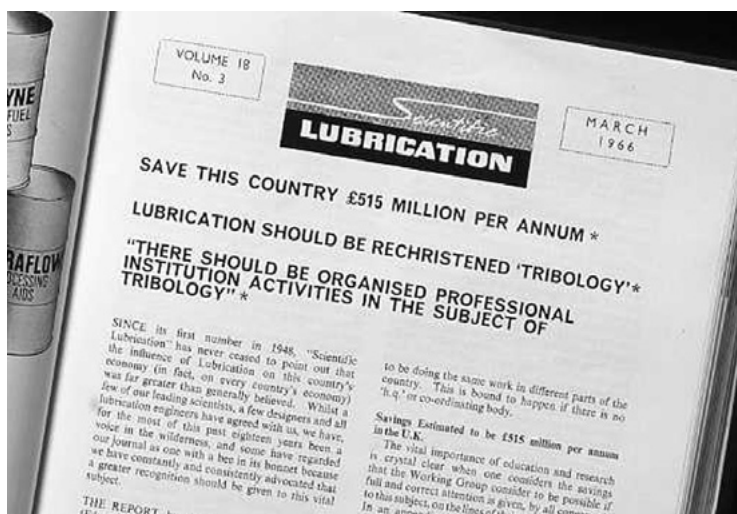 VOLUME 18
No. 3
Scientific
LUBRICATION
MARCH
1966
SAVE THIS COUNTRY £515 MILLION PER ANNUM *
LUBRICATION SHOULD BE RECHRISTENED 'TRIBOLOGY'*
"THERE SHOULD BE ORGANISED PROFESSIONAL
INSTITUTION ACTIVITIES IN THE SUBJECT OF
TRIBOLOGY" *
SINCE its first number in 1948, "Scientific
Lubrication" has never ceased to point out that
the influence of Lubrication on this country's
economy (in fact, on every country's economy)
was far greater than generally believed. Whilst a
few of our leading scientists, a few designers and all
lubrication engineers have agreed with us, we have,
for the most of this past eighteen years been a
voice in the wilderness, and some have regarded
our journal as one with a bee in its bonnet because
we have constantly and consistently advocated that
a greater recognition should be given to this vital
subject.
THE REPORT
to be doing the same work in different parts of the
country. This is bound to happen if there is no
'h.q.' or co-ordinating body.
Savings Estimated to be £515 million per annum
in the U.K.
The vital importance of education and research
is crystal clear when one considers the savings
that the Working Group consider to be possible if
full and correct attention is given, by all
to this subject, on the lines of
In an
YNE
FUEL
S
RAFLOW
CESSING
AIDS